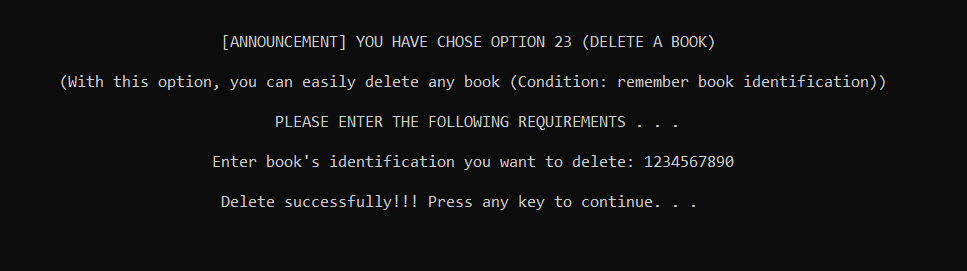 [ANNOUNCEMENT] YOU HAVE CHOSE OPTION 23 (DELETE A BOOK)
(With this option, you can easily delete any book (Condition: remember book identification))
PLEASE ENTER THE FOLLOWING REQUIREMENTS . . .
Enter book's identification you want to delete: 1234567890
Delete successfully!!! Press any key to continue. . .